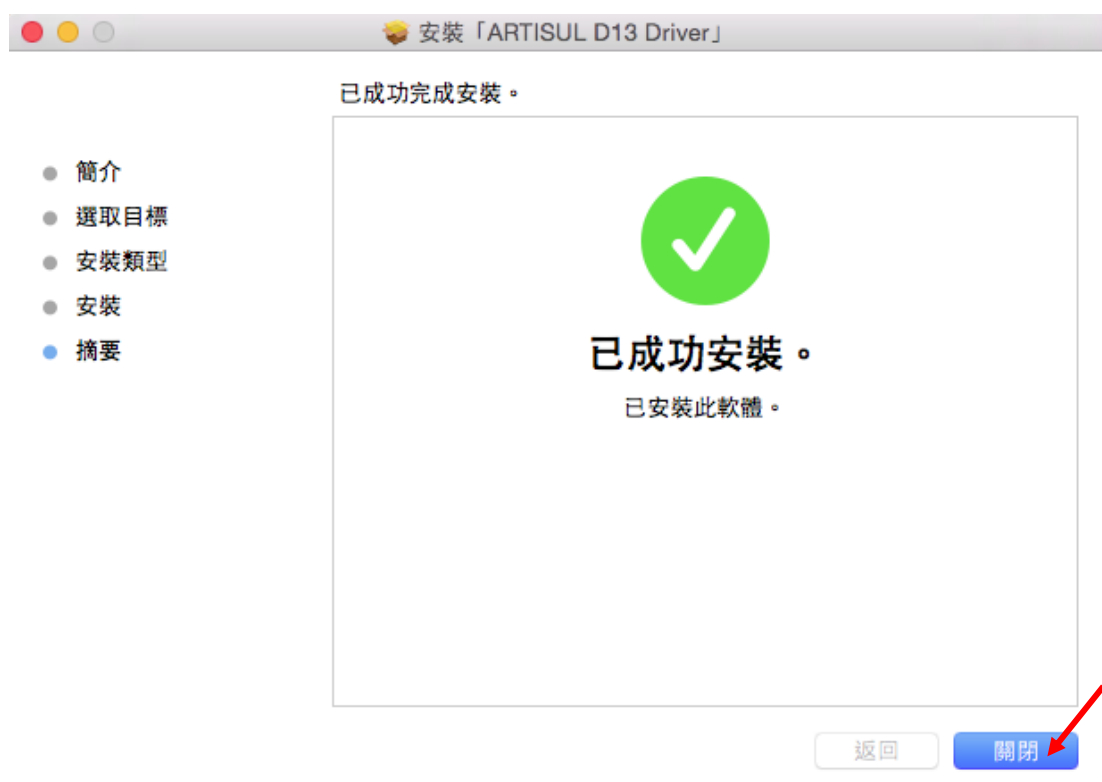 安裝「ARTISUL D13 Driver」
已成功完成安裝。
簡介
選取目標
安裝類型
安裝
摘要
已成功安裝。
已安裝此軟體。
返回
關閉